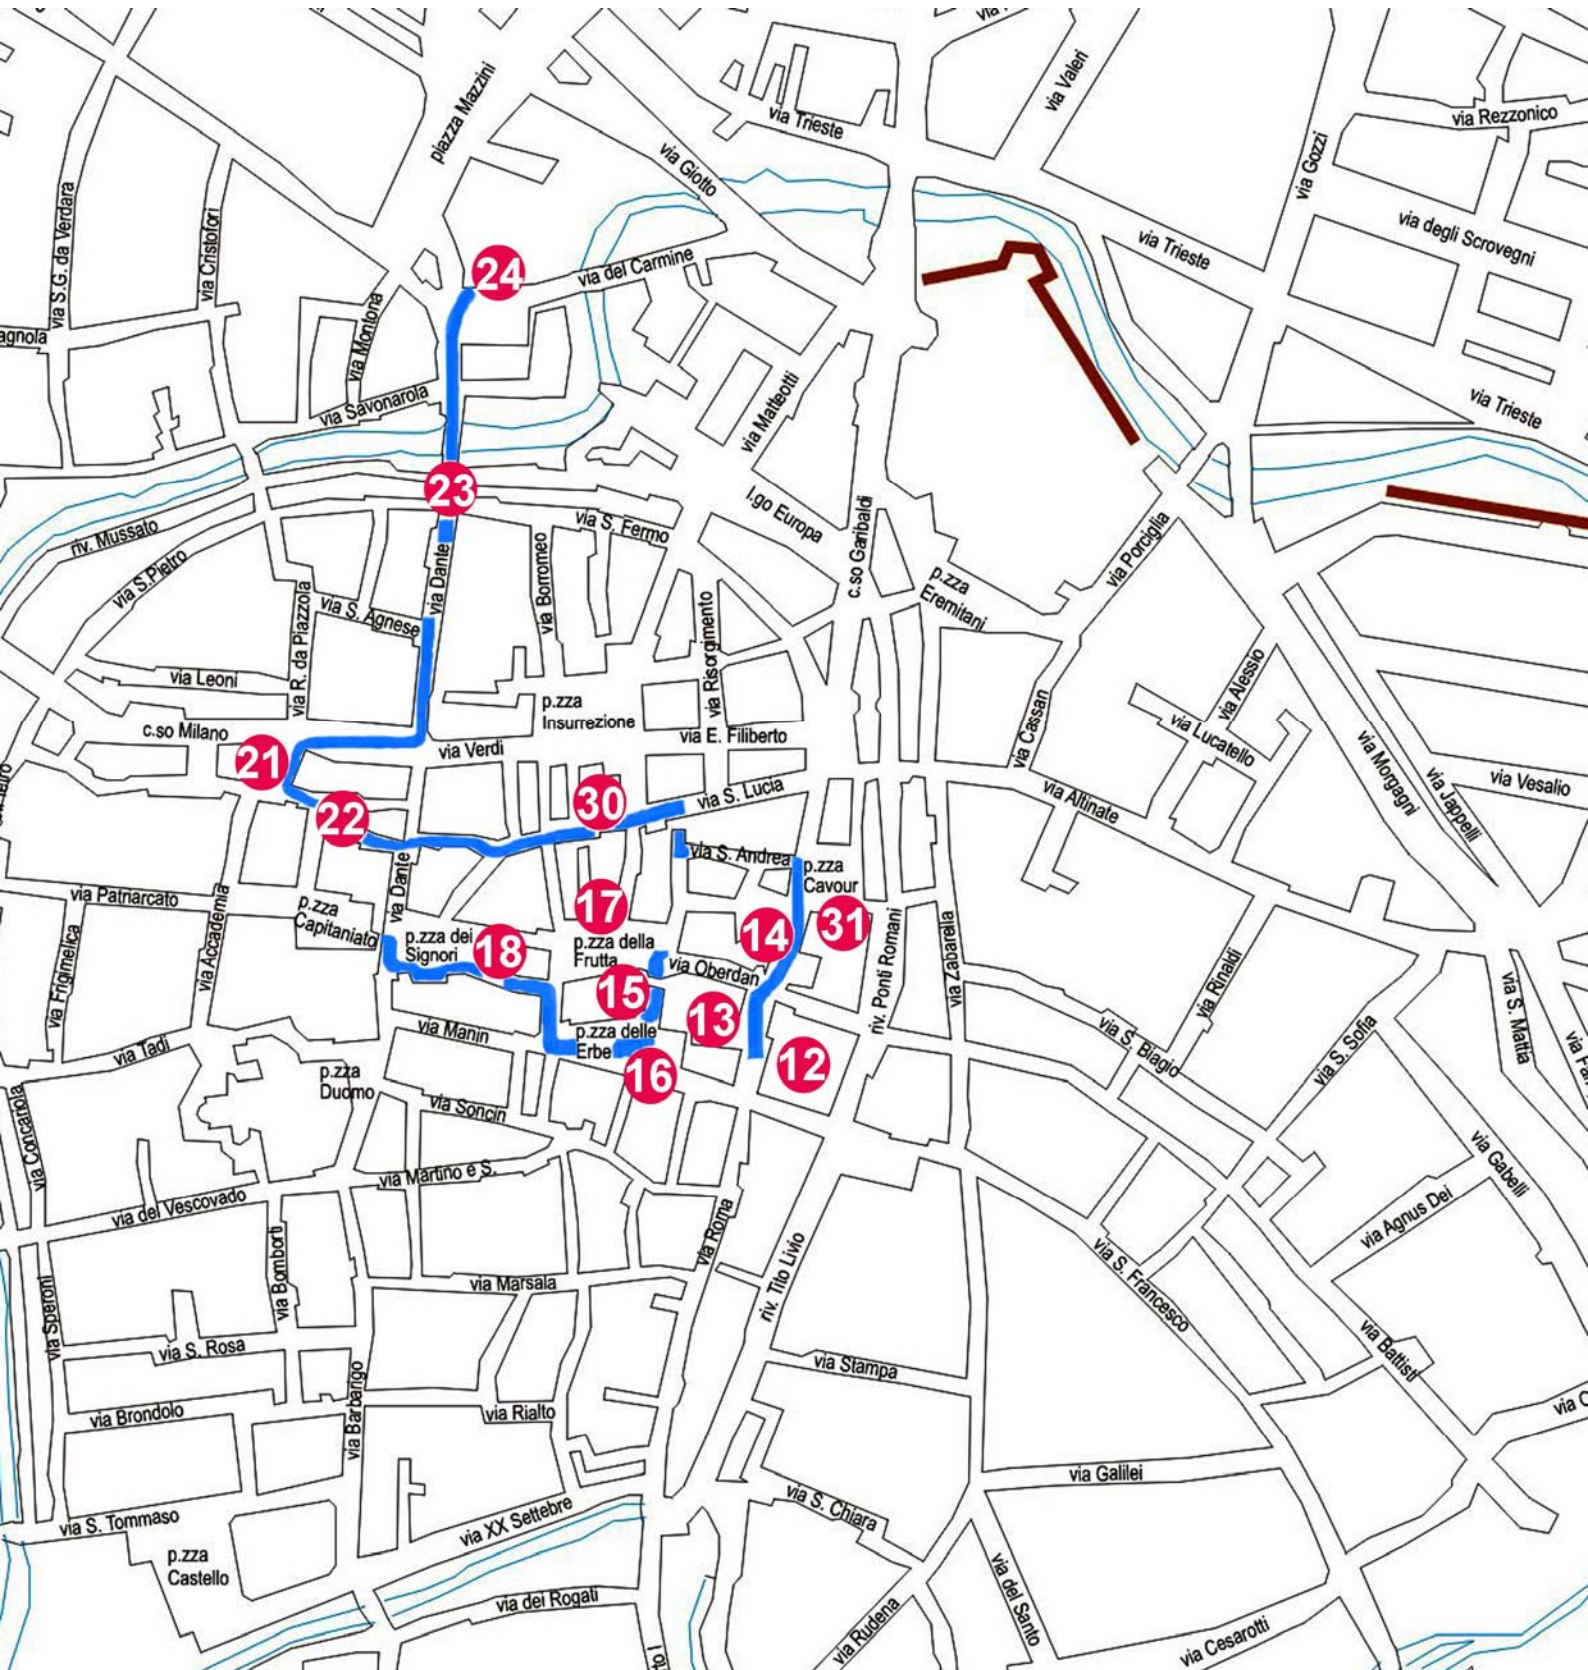 piazza Mazzini
via Valeri
via Trieste
via Rezzonico
via Giotto
via Gozzi
via S.G. da Verdara
via Cristofori
via degli Scrovegni
via Trieste
24
via del Carmine
via Montona
agnola
via Savonarola
via Matteotti
via Trieste
23
l.go Europa
via S. Fermo
c.so Garibaldi
riv. Mussato
via Porciglia
via S.Pietro
via Dante
via Borromeo
p.zza
Eremitani
via R. da Piazzola
via S. Agnese
via Risorgimento
via Leoni
via Alessio
p.zza
Insurrezione
via Cassan
c.so Milano
via Verdi
via E. Filiberto
via Lucatello
21
via Morgagni
via Jappelli
via Vesalio
30
via S. Lucia
via Altinate
22
via S. Andrea
p.zza
Cavour
via Dante
via Patriarcato
via Accademia
p.zza
Capitaniato
17
14
31
p.zza dei
Signori
18
p.zza della
Frutta
via Oberdan
via Frigimelica
riv. Ponti Romani
via Zabarella
via Rinaldi
15
13
via S. Mattia
via Manin
p.zza delle
Erbe
via S. Biagio
via S. Sofia
via Tadi
p.zza
Duomo
16
12
via Soncin
via Concariola
via Martino e S.
via Gabelli
via del Vescovado
via Roma
via Agnus Dei
via Bomborti
riv. Tito Livio
via S. Francesco
via Speroni
via Marsala
via S. Rosa
via Stampa
via Battisti
via Barbarigo
via Brondolo
via Rialto
via C
via Galilei
via S. Tommaso
via XX Settebre
via S. Chiara
p.zza
Castello
via dei Rogati
via del Santo
via Rudena
via Cesarotti